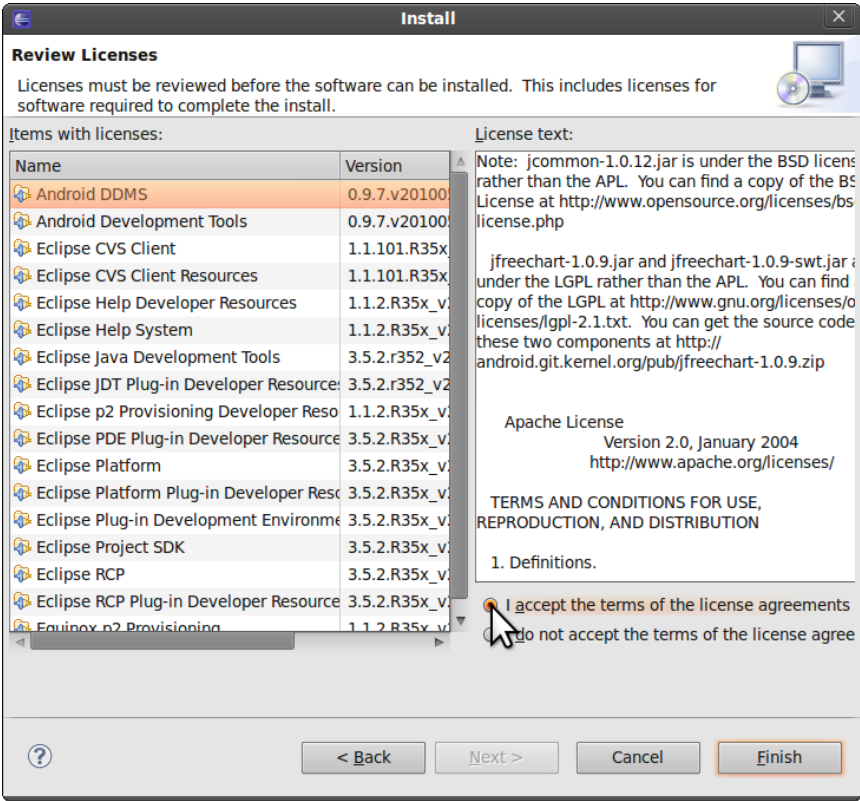 Install
Review Licenses
Licenses must be reviewed before the software can be installed. This includes licenses for
software required to complete the install.
Items with licenses:
Name Version
Android DDMS 0.9.7.v20100
Android Development Tools 0.9.7.v20100
Eclipse CVS Client 1.1.101.R35x
Eclipse CVS Client Resources 1.1.101.R35x
Eclipse Help Developer Resources 1.1.2.R35x_v
Eclipse Help System 1.1.2.R35x_v
Eclipse Java Development Tools 3.5.2.r352_v2
Eclipse JDT Plug-in Developer Resources 3.5.2.r352_v2
Eclipse p2 Provisioning Developer Reso 1.1.2.R35x_v
Eclipse PDE Plug-in Developer Resource 3.5.2.R35x_v
Eclipse Platform 3.5.2.R35x_v
Eclipse Platform Plug-in Developer Reso 3.5.2.R35x_v
Eclipse Plug-in Development Environme 3.5.2.R35x_v
Eclipse Project SDK 3.5.2.R35x_v
Eclipse RCP 3.5.2.R35x_v
Eclipse RCP Plug-in Developer Resource 3.5.2.R35x_v
Equinox p2 Provisioning 1.1.2.R35x_v
License text:
Note: jcommon-1.0.12.jar is under the BSD licens
rather than the APL. You can find a copy of the BS
License at http://www.opensource.org/licenses/bs
license.php
jfreechart-1.0.9.jar and jfreechart-1.0.9-swt.jar
under the LGPL rather than the APL. You can find
copy of the LGPL at http://www.gnu.org/licenses/o
licenses/lgpl-2.1.txt. You can get the source code
these two components at http://
android.git.kernel.org/pub/jfreechart-1.0.9.zip
Apache License
Version 2.0, January 2004
http://www.apache.org/licenses/
TERMS AND CONDITIONS FOR USE,
REPRODUCTION, AND DISTRIBUTION
1. Definitions.
I accept the terms of the license agreements
do not accept the terms of the license agree
? < Back Next > Cancel Finish